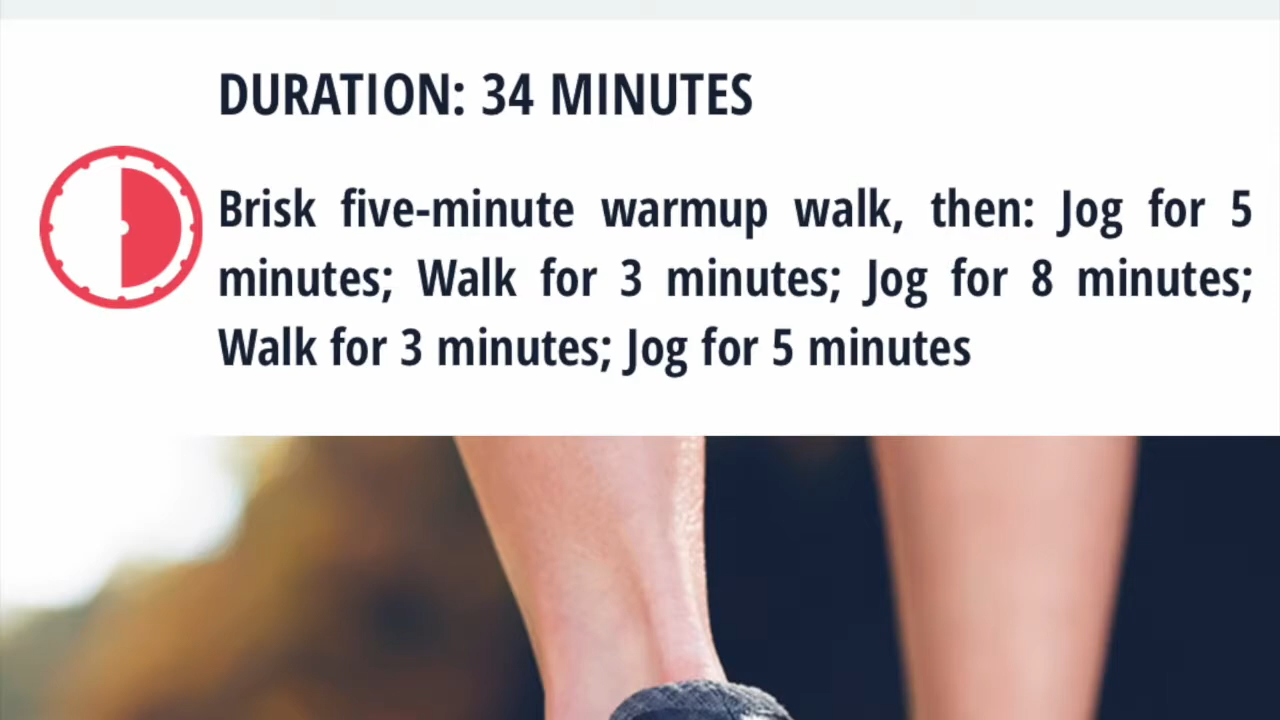 DURATION: 34 MINUTES
Brisk five-minute warmup walk, then: Jog for 5
minutes; Walk for 3 minutes; Jog for 8 minutes;
Walk for 3 minutes; Jog for 5 minutes